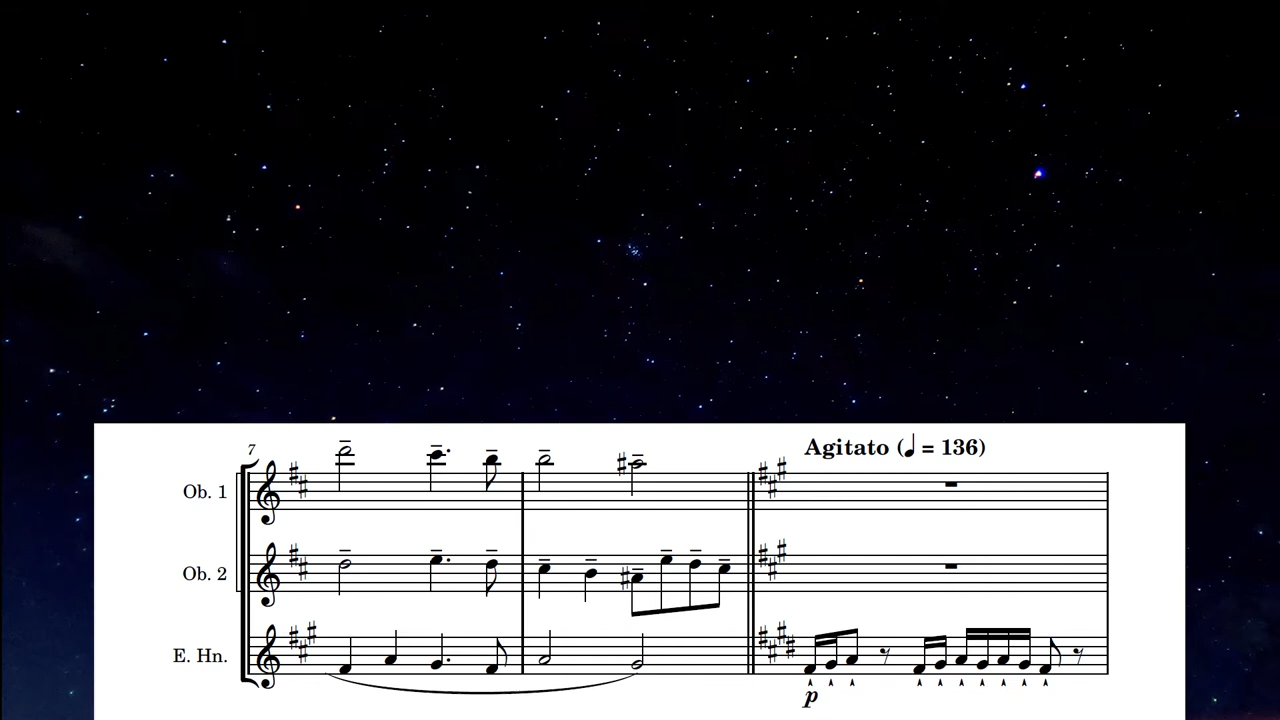 7
Agitato (♩ = 136)
Ob. 1
Ob. 2
E. Hn.
p